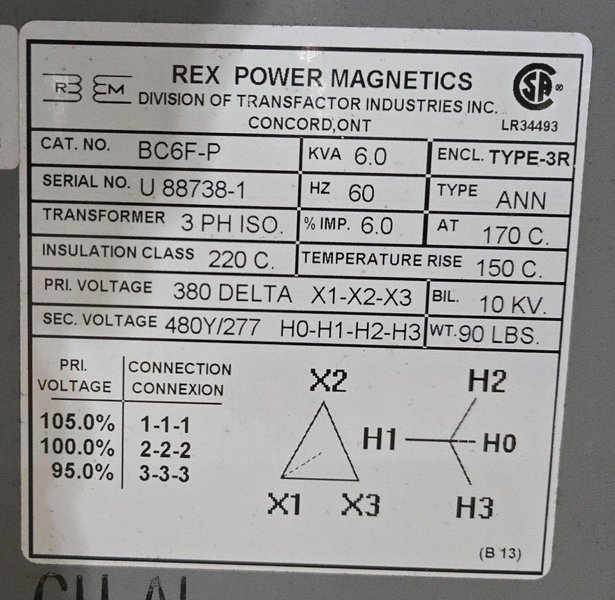 REM REX POWER MAGNETICS
DIVISION OF TRANSFACTOR INDUSTRIES INC.
CONCORD,ONT
LR34493
CAT. NO. BC6F-P KVA 6.0 ENCL. TYPE-3R
SERIAL NO. U 88738-1 HZ 60 TYPE ANN
TRANSFORMER 3 PH ISO. % IMP. 6.0 AT 170 C.
INSULATION CLASS 220 C. TEMPERATURE RISE 150 C.
PRI. VOLTAGE 380 DELTA X1-X2-X3 BIL. 10 KV.
SEC. VOLTAGE 480Y/277 H0-H1-H2-H3 WT. 90 LBS.
PRI. VOLTAGE CONNECTION CONNEXION
105.0% 1-1-1
100.0% 2-2-2
95.0% 3-3-3
X2 H2
H1 H0
X1 X3 H3
(B 13)